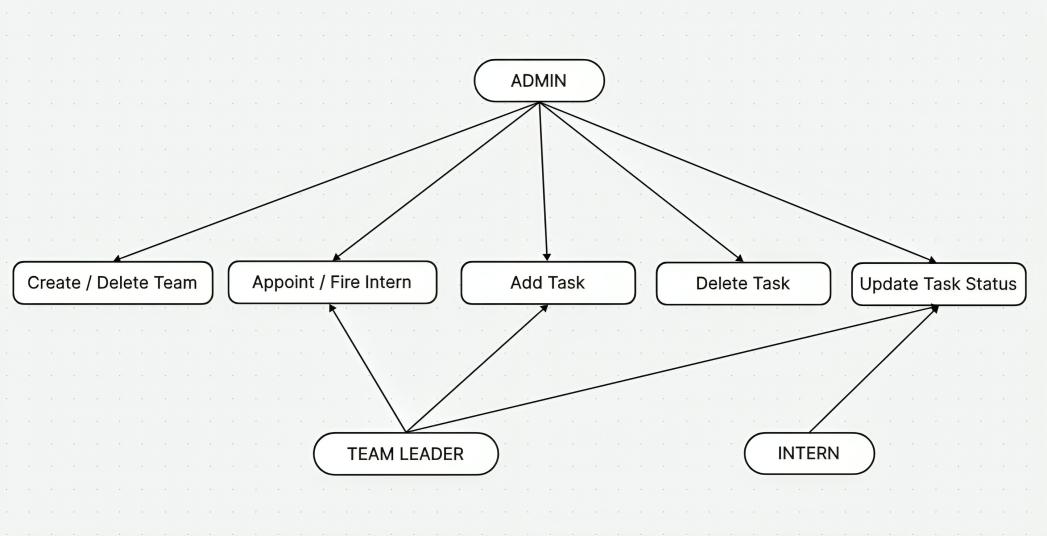 ADMIN
Create / Delete Team
Appoint / Fire Intern
Add Task
Delete Task
Update Task Status
TEAM LEADER
INTERN